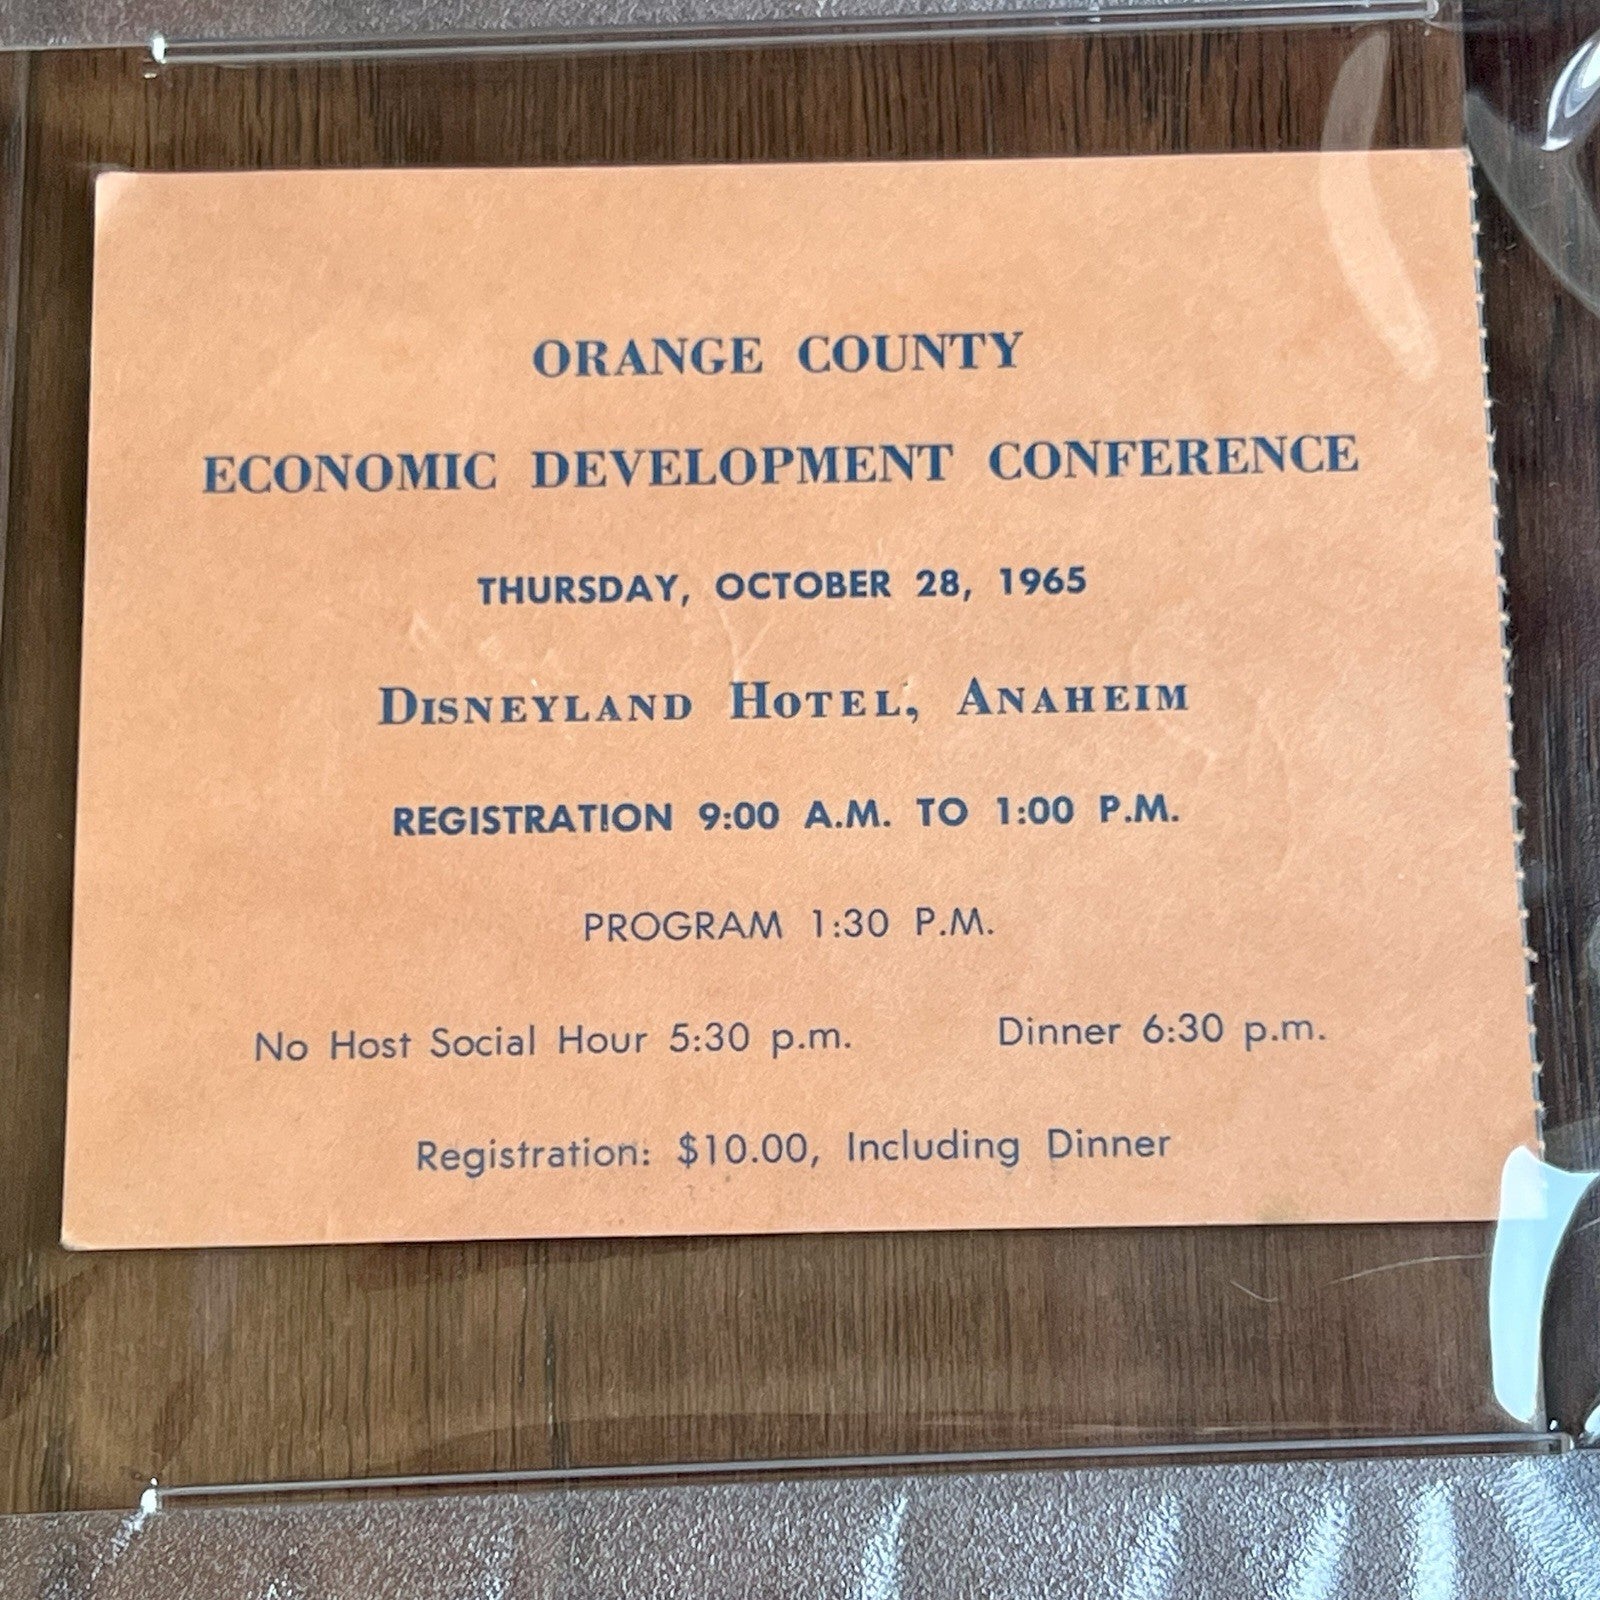 ORANGE COUNTY
ECONOMIC DEVELOPMENT CONFERENCE
THURSDAY, OCTOBER 28, 1965
DISNEYLAND HOTEL, ANAHEIM
REGISTRATION 9:00 A.M. TO 1:00 P.M.
PROGRAM 1:30 P.M.
No Host Social Hour 5:30 p.m. Dinner 6:30 p.m.
Registration: $10.00, Including Dinner